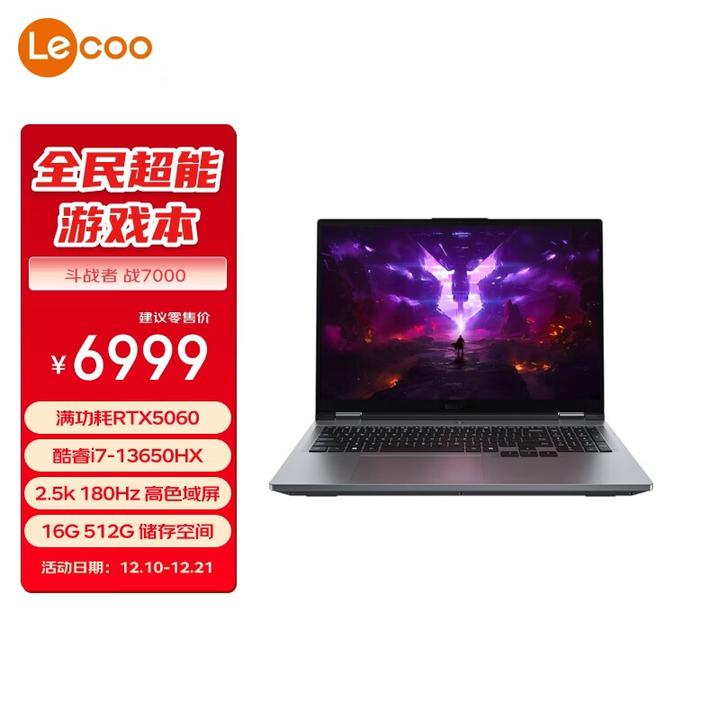 Lecoo
全民超能
游戏本
斗战者 战7000
建议零售价
¥6999
满功耗RTX5060
酷睿i7-13650HX
2.5k 180Hz 高色域屏
16G 512G 储存空间
活动日期：12.10-12.21